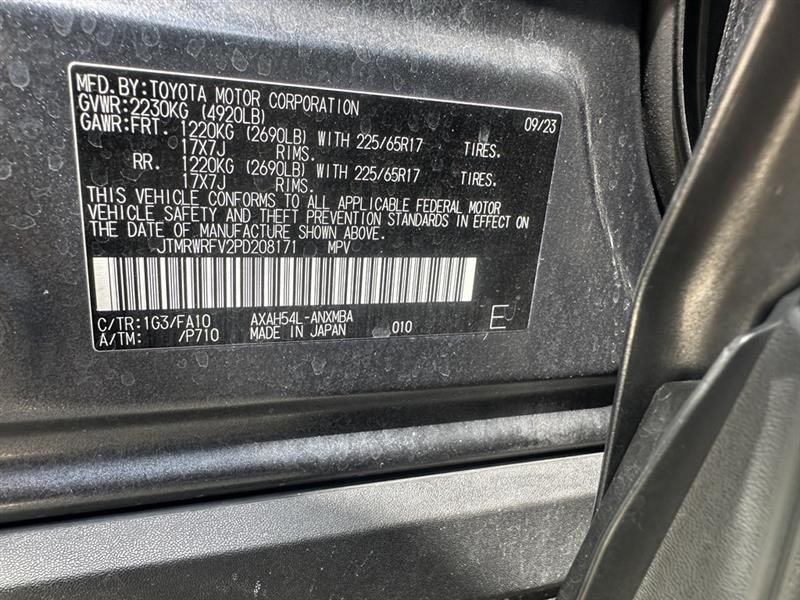 MFD.BY:TOYOTA MOTOR CORPORATION 09/23
GVWR:2230KG (4920LB)
GAWR:FRT. 1220KG (2690LB) WITH 225/65R17 TIRES.
17X7J RIMS.
RR. 1220KG (2690LB) WITH 225/65R17 TIRES.
17X7J RIMS.
THIS VEHICLE CONFORMS TO ALL APPLICABLE FEDERAL MOTOR
VEHICLE SAFETY AND THEFT PREVENTION STANDARDS IN EFFECT ON
THE DATE OF MANUFACTURE SHOWN ABOVE.
JTMRWRFV2PD208171 MPV
C/TR:1G3/FA10 AXAH54L-ANXMBA 010 E
A/TM: /P710 MADE IN JAPAN